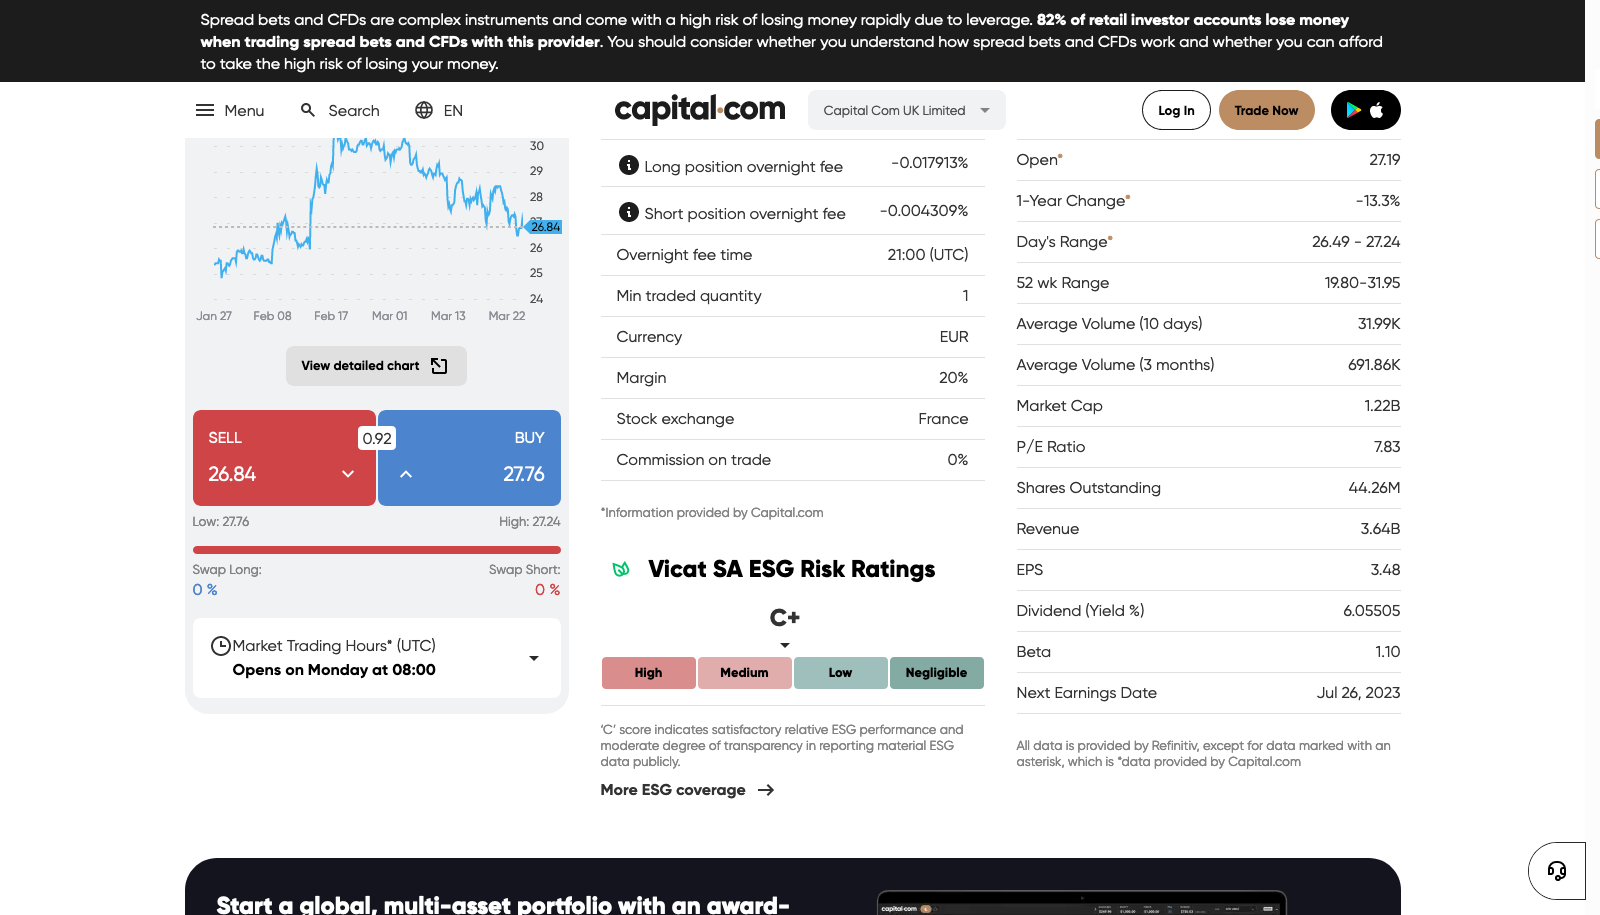 Spread bets and CFDs are complex instruments and come with a high risk of losing money rapidly due to leverage. 82% of retail investor accounts lose money
when trading spread bets and CFDs with this provider. You should consider whether you understand how spread bets and CFDs work and whether you can afford
to take the high risk of losing your money.
Menu
Search
EN
capital.com
Capital Com UK Limited
Log In
Trade Now
30
29
28
27
26.84
26
25
24
Jan 27 Feb 08 Feb 17 Mar 01 Mar 13 Mar 22
View detailed chart
SELL
26.84
0.92
BUY
27.76
Low: 27.76
High: 27.24
Swap Long:
0 %
Swap Short:
0 %
Market Trading Hours* (UTC)
Opens on Monday at 08:00
Long position overnight fee -0.017913%
Short position overnight fee -0.004309%
Overnight fee time 21:00 (UTC)
Min traded quantity 1
Currency EUR
Margin 20%
Stock exchange France
Commission on trade 0%
*Information provided by Capital.com
Vicat SA ESG Risk Ratings
C+
High Medium Low Negligible
‘C’ score indicates satisfactory relative ESG performance and
moderate degree of transparency in reporting material ESG
data publicly.
More ESG coverage
Open* 27.19
1-Year Change* -13.3%
Day's Range* 26.49 - 27.24
52 wk Range 19.80-31.95
Average Volume (10 days) 31.99K
Average Volume (3 months) 691.86K
Market Cap 1.22B
P/E Ratio 7.83
Shares Outstanding 44.26M
Revenue 3.64B
EPS 3.48
Dividend (Yield %) 6.05505
Beta 1.10
Next Earnings Date Jul 26, 2023
All data is provided by Refinitiv, except for data marked with an
asterisk, which is *data provided by Capital.com
Start a global, multi-asset portfolio with an award-
capital.com